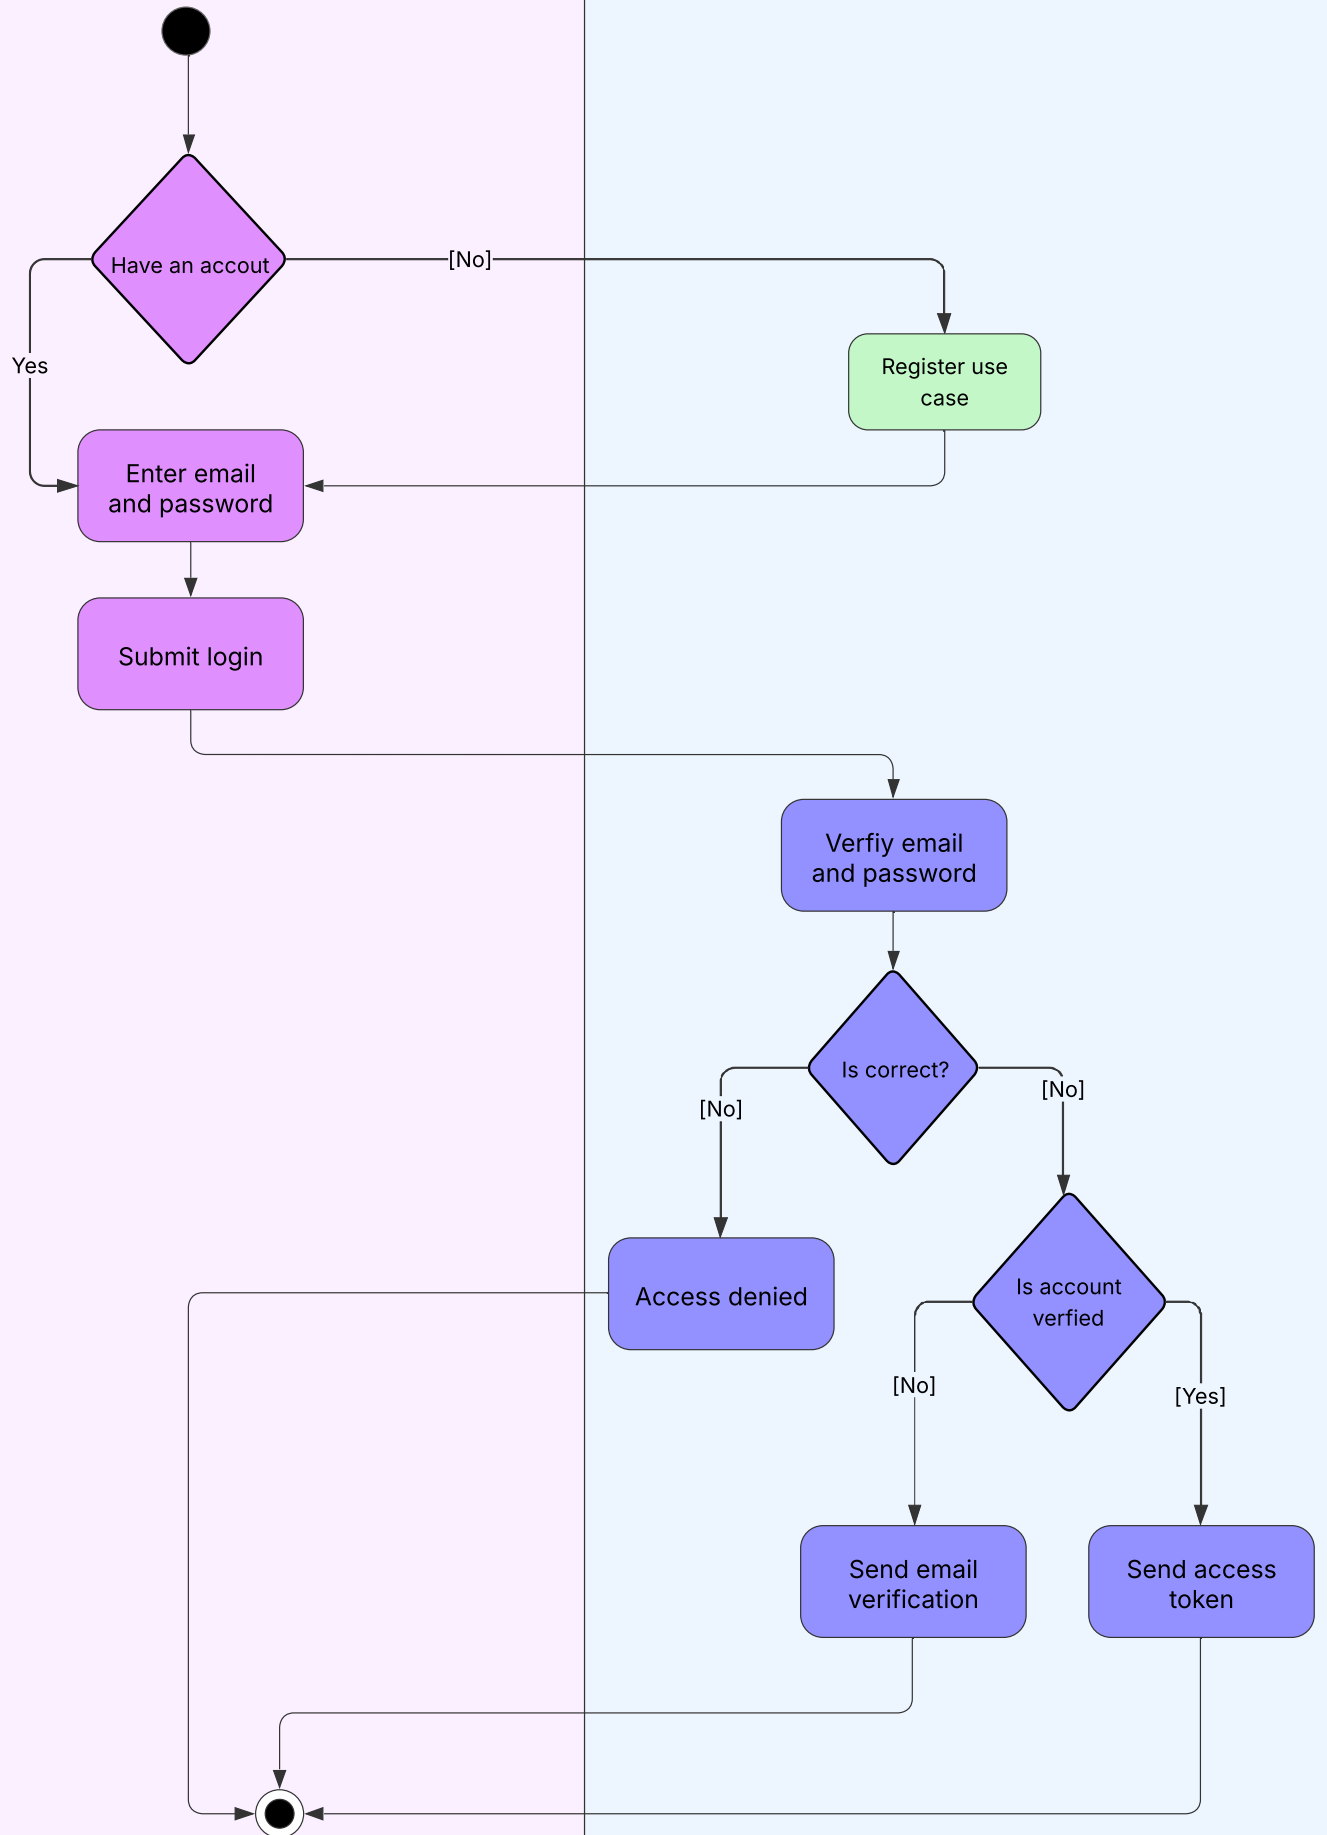 Have an accout
[No]
Yes
Register use
case
Enter email
and password
Submit login
Verfiy email
and password
Is correct?
[No]
[No]
Access denied
Is account
verfied
[No]
[Yes]
Send email
verification
Send access
token